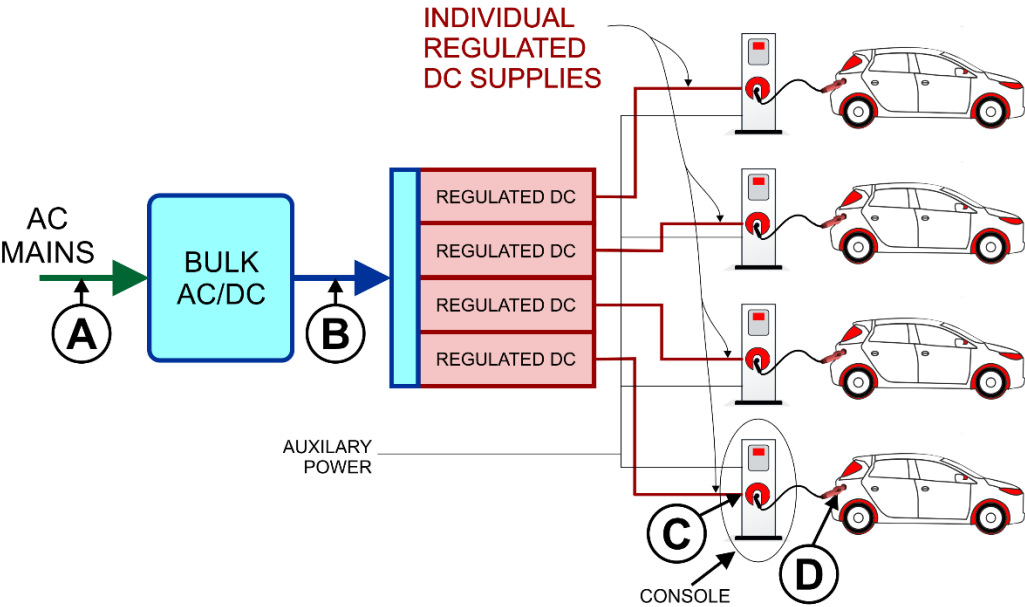 INDIVIDUAL
REGULATED
DC SUPPLIES
AC
MAINS
BULK
AC/DC
REGULATED DC
REGULATED DC
REGULATED DC
REGULATED DC
A
B
AUXILARY
POWER
C
D
CONSOLE